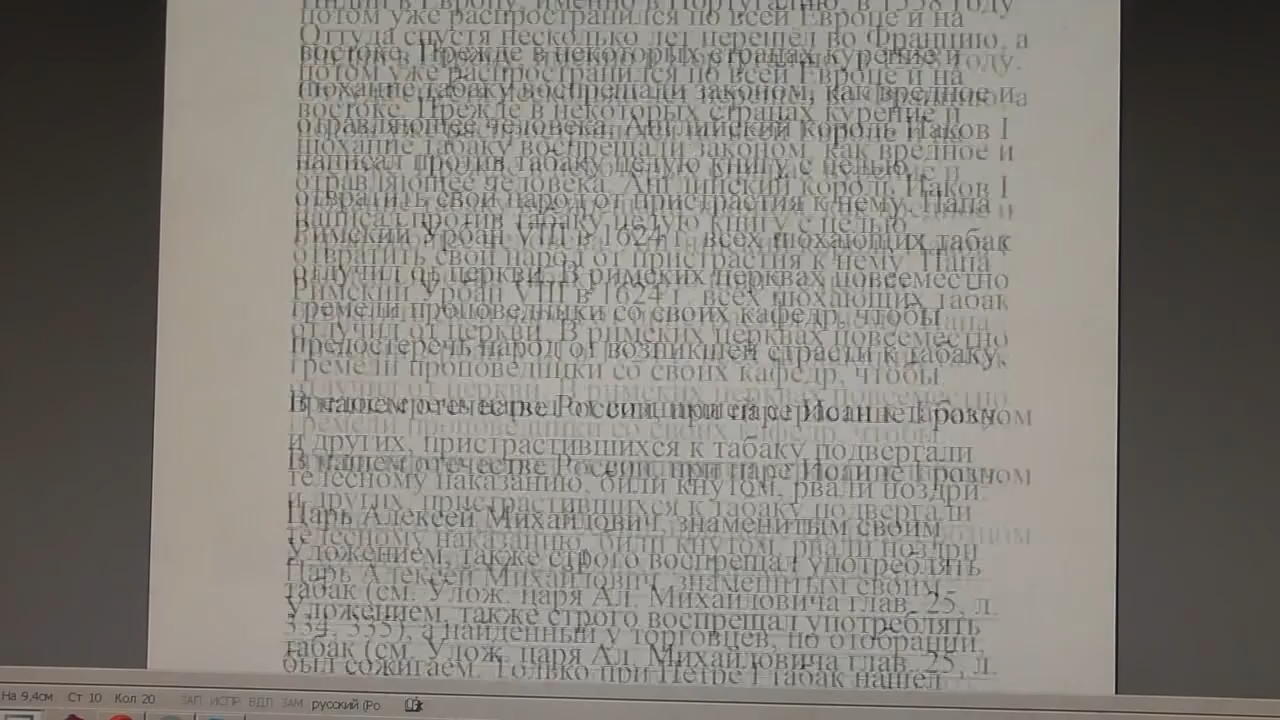 потом уже распространился по всей Европе и на
Оттуда спустя несколько лет перешел во Францию, а
востоке. Прежде в некоторых странах курение и
нюхание табаку воспрещали законом, как вредное и
отравляющее человека. Английский король Иаков I
написал против табаку целую книгу с целью
отвратить свой народ от пристрастия к нему. Папа
Римский Урбан VIII в 1624 г. всех нюхающих табак
отлучил от церкви. В римских церквах повсеместно
гремели проповедники со своих кафедр, чтобы
предостеречь народ от возникшей страсти к табаку.
В нашем отечестве России, при царе Иоанне Грозном
и других, пристрастившихся к табаку подвергали
телесному наказанию, били кнутом, рвали ноздри.
Царь Алексей Михайлович, знаменитым своим
Уложением, также строго воспрещал употреблять
табак (см. Улож. царя Ал. Михайловича глав. 25, л.
334, 335), а найденный у торговцев, по отобрании,
был сожигаем. Только при Петре I табак нашел
На 9,4см Ст 10 Кол 20 ЗАП ИСПР ВДЛ ЗАМ русский (Ро